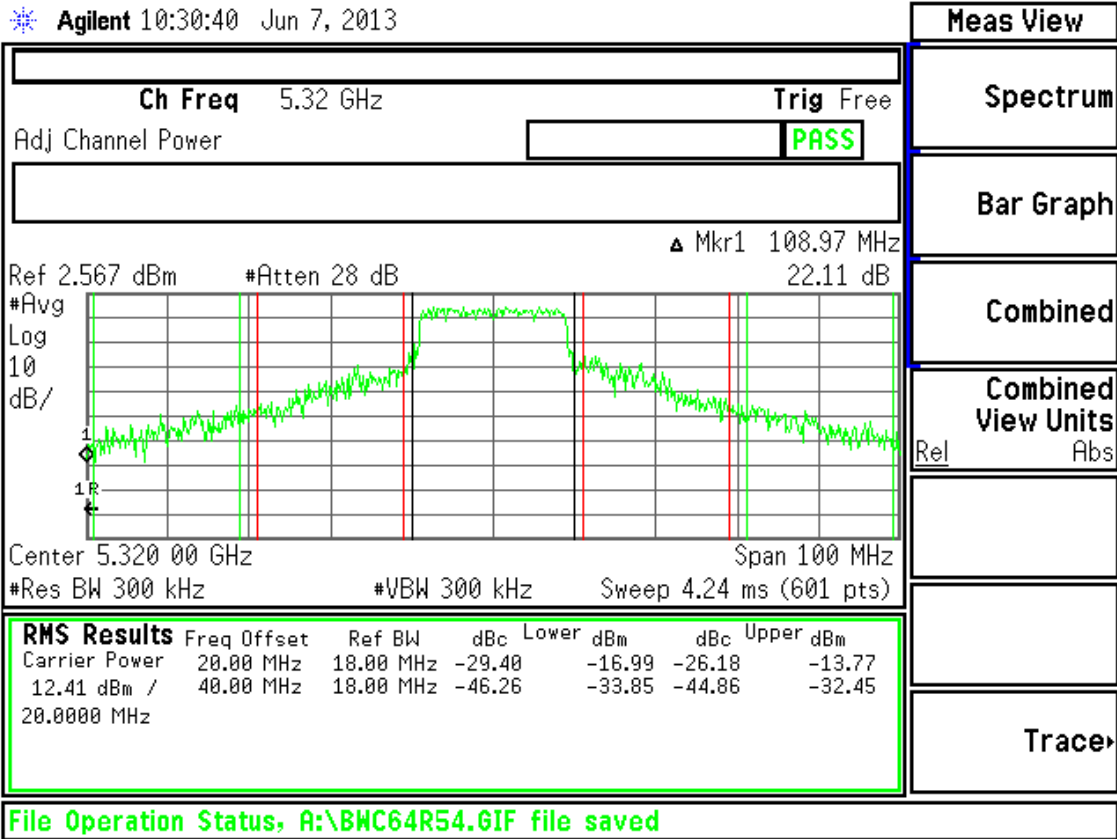 Agilent 10:30:40 Jun 7, 2013
Meas View
Ch Freq 5.32 GHz
Trig Free
Adj Channel Power
PASS
Δ Mkr1 108.97 MHz
Ref 2.567 dBm #Atten 28 dB 22.11 dB
#Avg
Log
10
dB/
1
1R
Center 5.320 00 GHz Span 100 MHz
#Res BW 300 kHz #VBW 300 kHz Sweep 4.24 ms (601 pts)
RMS Results Freq Offset Ref BW dBc Lower dBm dBc Upper dBm
Carrier Power 20.00 MHz 18.00 MHz -29.40 -16.99 -26.18 -13.77
12.41 dBm / 40.00 MHz 18.00 MHz -46.26 -33.85 -44.86 -32.45
20.0000 MHz
Spectrum
Bar Graph
Combined
Combined
View Units
Rel Abs
Trace
File Operation Status, A:\BWC64R54.GIF file saved